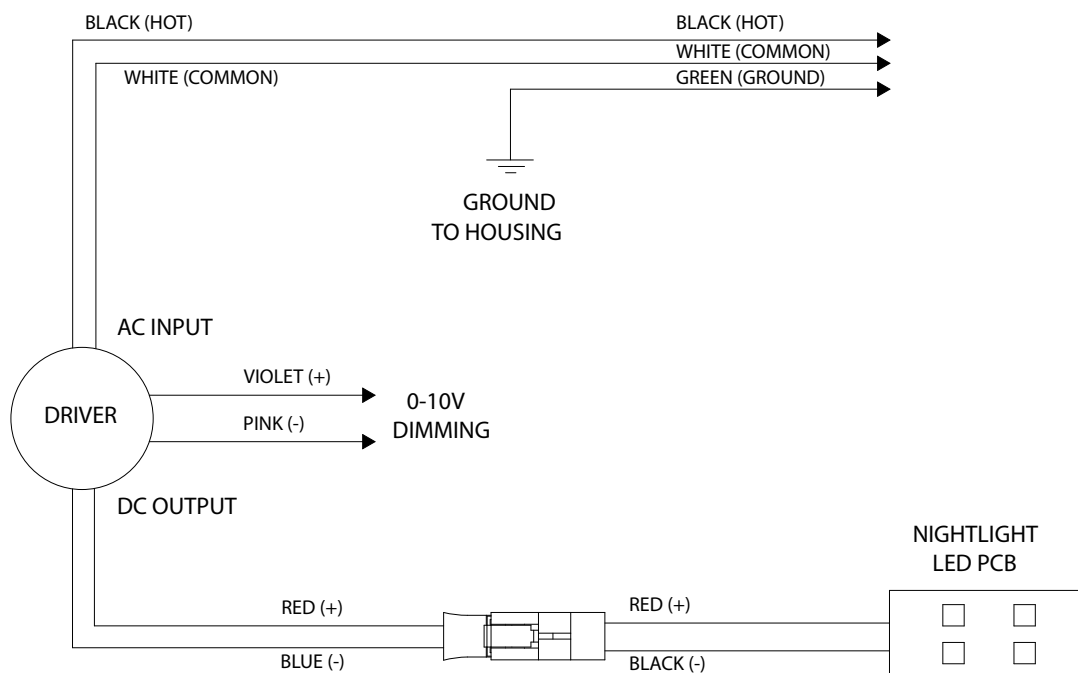 BLACK (HOT)
BLACK (HOT)
WHITE (COMMON)
WHITE (COMMON)
GREEN (GROUND)
GROUND
TO HOUSING
AC INPUT
VIOLET (+)
DRIVER
0-10V
DIMMING
PINK (-)
DC OUTPUT
NIGHTLIGHT
LED PCB
RED (+)
RED (+)
BLUE (-)
BLACK (-)